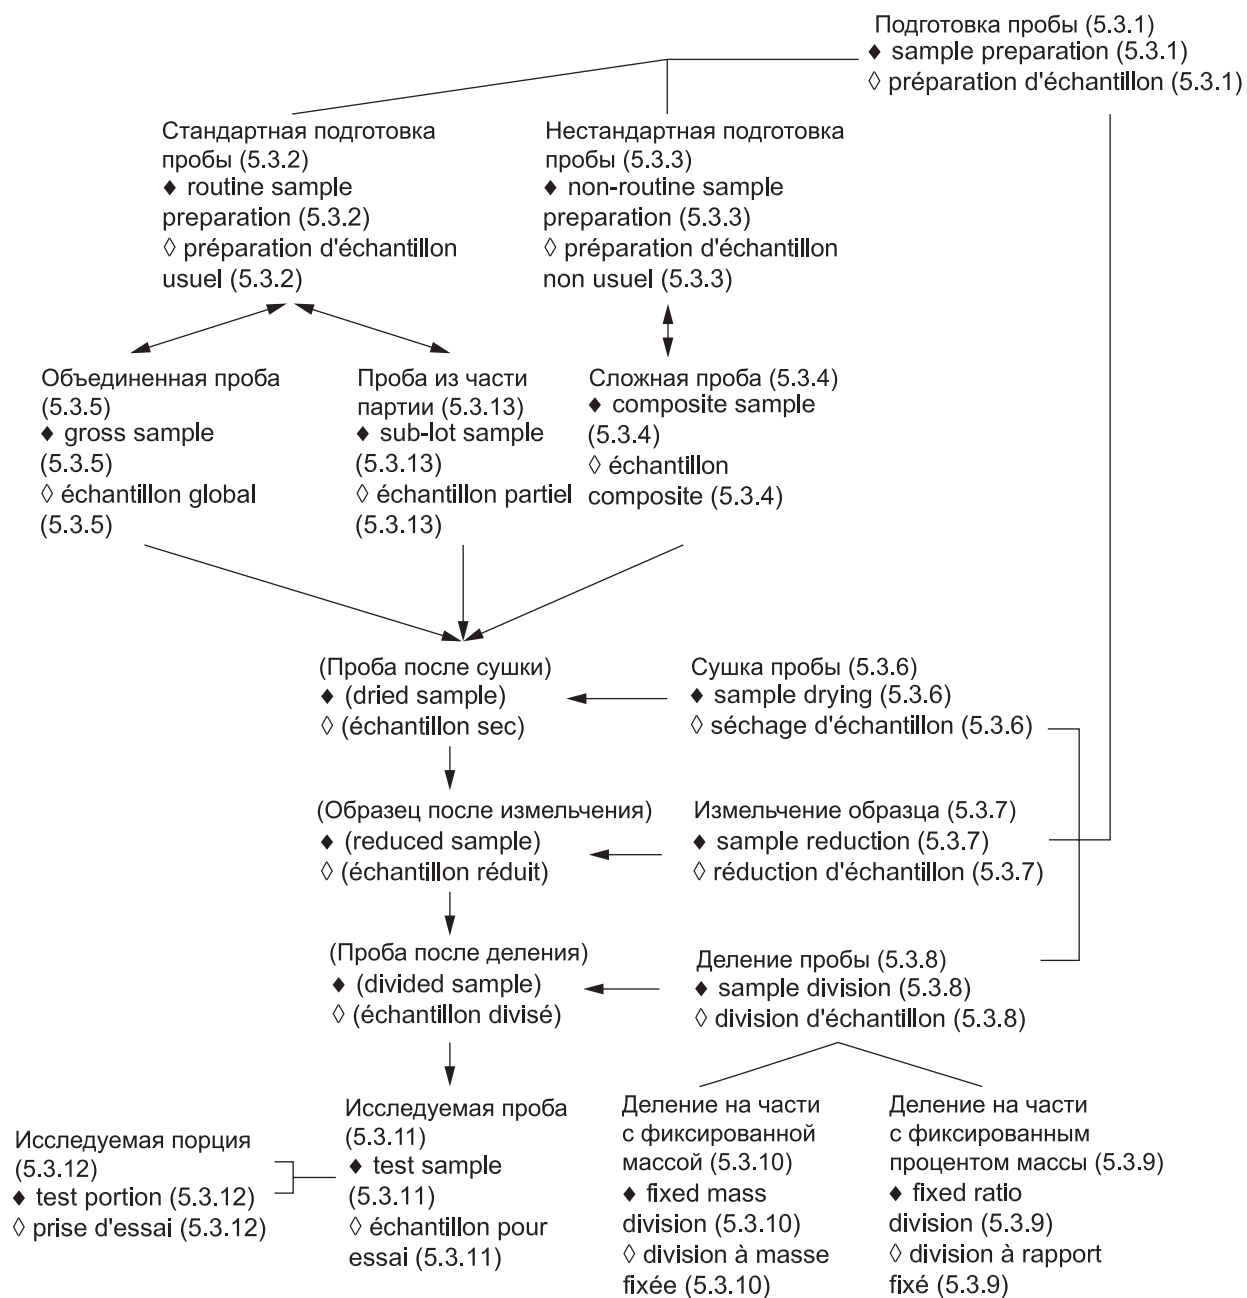 Подготовка пробы (5.3.1)
♦ sample preparation (5.3.1)
◊ préparation d'échantillon (5.3.1)
Стандартная подготовка
пробы (5.3.2)
♦ routine sample
preparation (5.3.2)
◊ préparation d'échantillon
usuel (5.3.2)
Нестандартная подготовка
пробы (5.3.3)
♦ non-routine sample
preparation (5.3.3)
◊ préparation d'échantillon
non usuel (5.3.3)
Объединенная проба
(5.3.5)
♦ gross sample
(5.3.5)
◊ échantillon global
(5.3.5)
Проба из части
партии (5.3.13)
♦ sub-lot sample
(5.3.13)
◊ échantillon partiel
(5.3.13)
Сложная проба (5.3.4)
♦ composite sample
(5.3.4)
◊ échantillon
composite (5.3.4)
(Проба после сушки)
♦ (dried sample)
◊ (échantillon sec)
Сушка пробы (5.3.6)
♦ sample drying (5.3.6)
◊ séchage d'échantillon (5.3.6)
(Образец после измельчения)
♦ (reduced sample)
◊ (échantillon réduit)
Измельчение образца (5.3.7)
♦ sample reduction (5.3.7)
◊ réduction d'échantillon (5.3.7)
(Проба после деления)
♦ (divided sample)
◊ (échantillon divisé)
Деление пробы (5.3.8)
♦ sample division (5.3.8)
◊ division d'échantillon (5.3.8)
Исследуемая порция
(5.3.12)
♦ test portion (5.3.12)
◊ prise d'essai (5.3.12)
Исследуемая проба
(5.3.11)
♦ test sample
(5.3.11)
◊ échantillon pour
essai (5.3.11)
Деление на части
с фиксированной
массой (5.3.10)
♦ fixed mass
division (5.3.10)
◊ division à masse
fixée (5.3.10)
Деление на части
с фиксированным
процентом массы (5.3.9)
♦ fixed ratio
division (5.3.9)
◊ division à rapport
fixé (5.3.9)